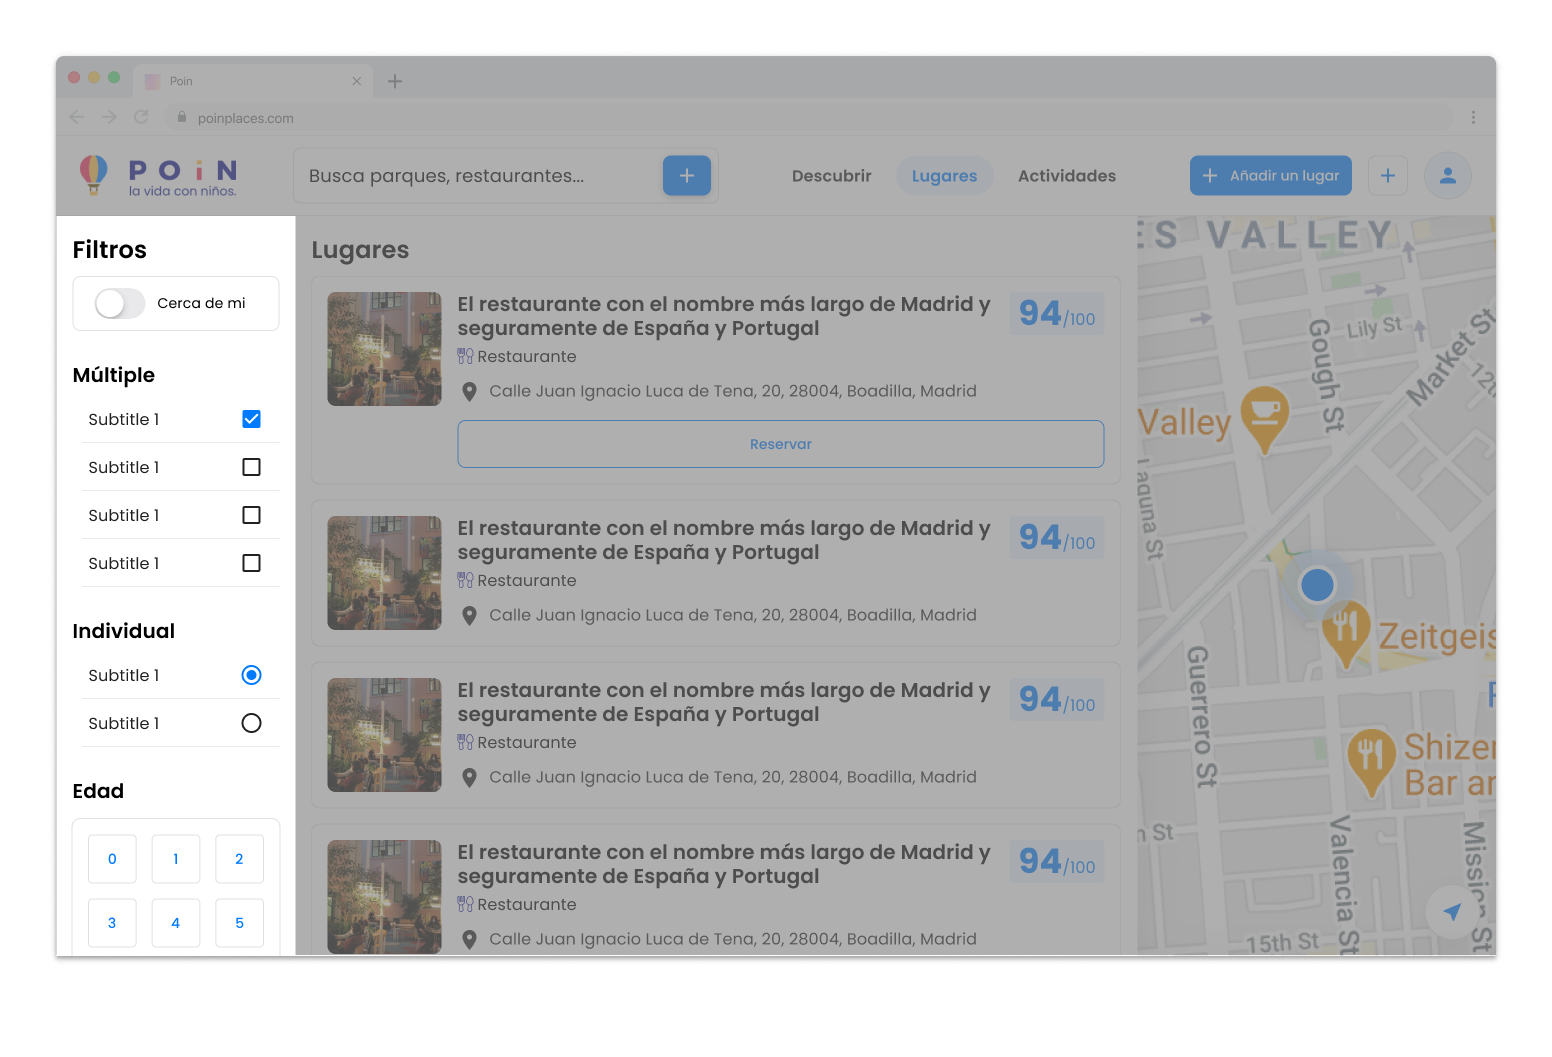 Poin
poinplaces.com
POiN
la vida con niños.
Busca parques, restaurantes...
Descubrir
Lugares
Actividades
Añadir un lugar
Filtros
Cerca de mi
Múltiple
Subtitle 1
Subtitle 1
Subtitle 1
Subtitle 1
Individual
Subtitle 1
Subtitle 1
Edad
0 1 2
3 4 5
Lugares
El restaurante con el nombre más largo de Madrid y
seguramente de España y Portugal
94/100
Restaurante
Calle Juan Ignacio Luca de Tena, 20, 28004, Boadilla, Madrid
Reservar
El restaurante con el nombre más largo de Madrid y
seguramente de España y Portugal
94/100
Restaurante
Calle Juan Ignacio Luca de Tena, 20, 28004, Boadilla, Madrid
El restaurante con el nombre más largo de Madrid y
seguramente de España y Portugal
94/100
Restaurante
Calle Juan Ignacio Luca de Tena, 20, 28004, Boadilla, Madrid
El restaurante con el nombre más largo de Madrid y
seguramente de España y Portugal
94/100
Restaurante
Calle Juan Ignacio Luca de Tena, 20, 28004, Boadilla, Madrid
ES VALLEY
Lily St
Gough St
Market St
12th
Valley
Laguna St
Zeitgeis
Guerrero St
Shizen
Bar an
n St
Valencia St
Mission St
15th St